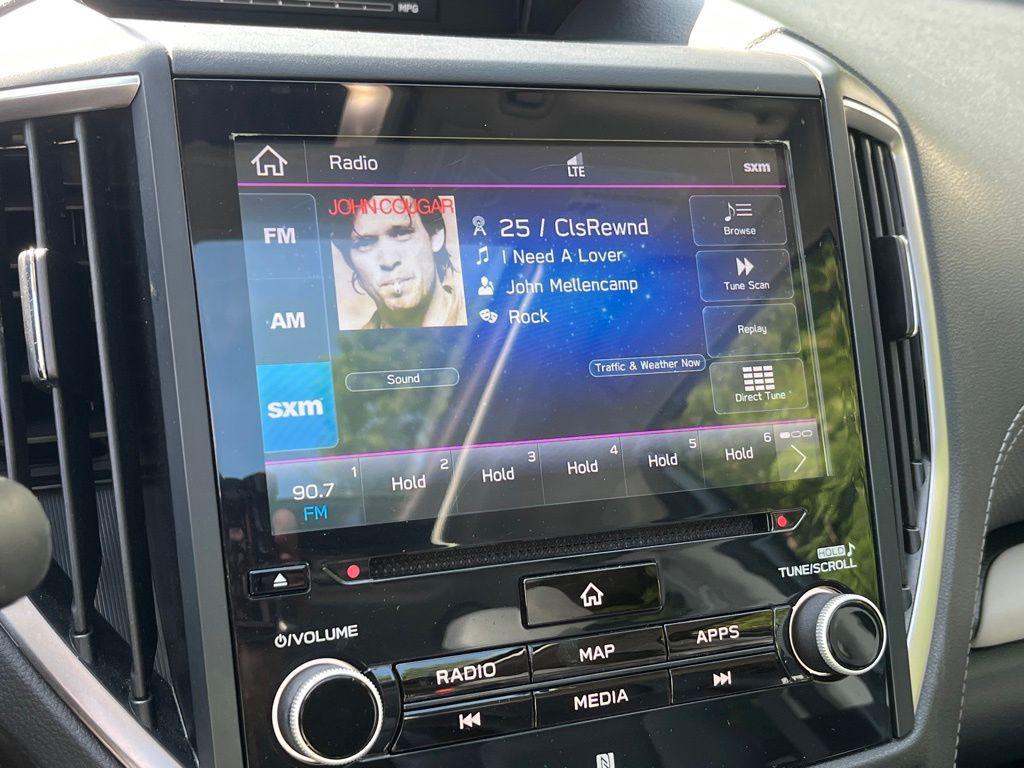 MPG
Radio
LTE
sxm
FM
AM
sxm
JOHN COUGAR
25 / ClsRewnd
I Need A Lover
John Mellencamp
Rock
Sound
Traffic & Weather Now
Browse
Tune Scan
Replay
Direct Tune
1
90.7
FM
2
Hold
3
Hold
4
Hold
5
Hold
6
Hold
HOLD
TUNE/SCROLL
VOLUME
RADIO
MAP
APPS
MEDIA
N